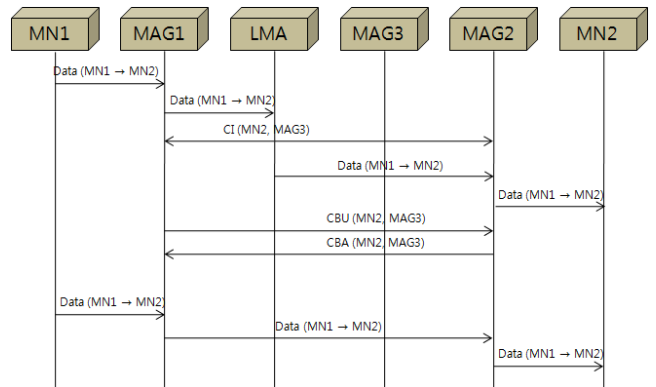 MN1
MAG1
LMA
MAG3
MAG2
MN2
Data (MN1 → MN2)
Data (MN1 → MN2)
CI (MN2, MAG3)
Data (MN1 → MN2)
Data (MN1 → MN2)
CBU (MN2, MAG3)
CBA (MN2, MAG3)
Data (MN1 → MN2)
Data (MN1 → MN2)
Data (MN1 → MN2)